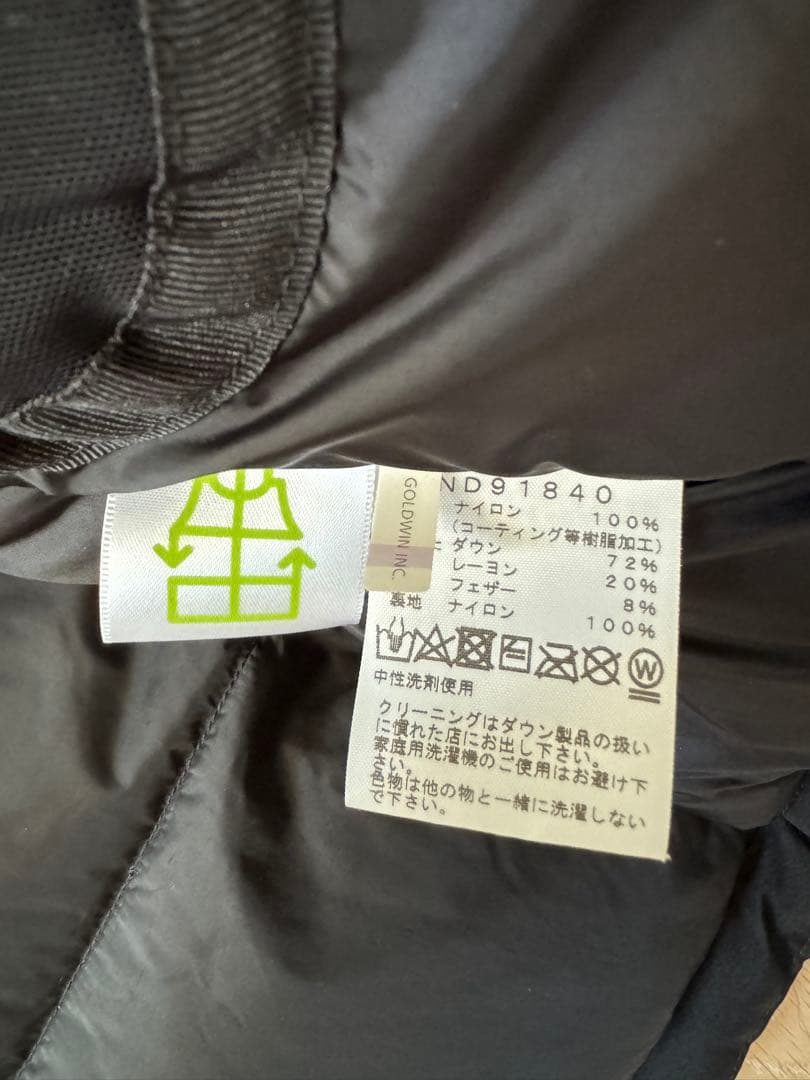 GOLDWIN INC.
ND91840
ナイロン 100%
(コーティング等樹脂加工)
ダウン 72%
レーヨン 20%
フェザー 8%
裏地 ナイロン 100%
W
中性洗剤使用
クリーニングはダウン製品の扱い
に慣れた店にお出し下さい。
家庭用洗濯機のご使用はお避け下
さい。
色物は他の物と一緒に洗濯しない
で下さい。